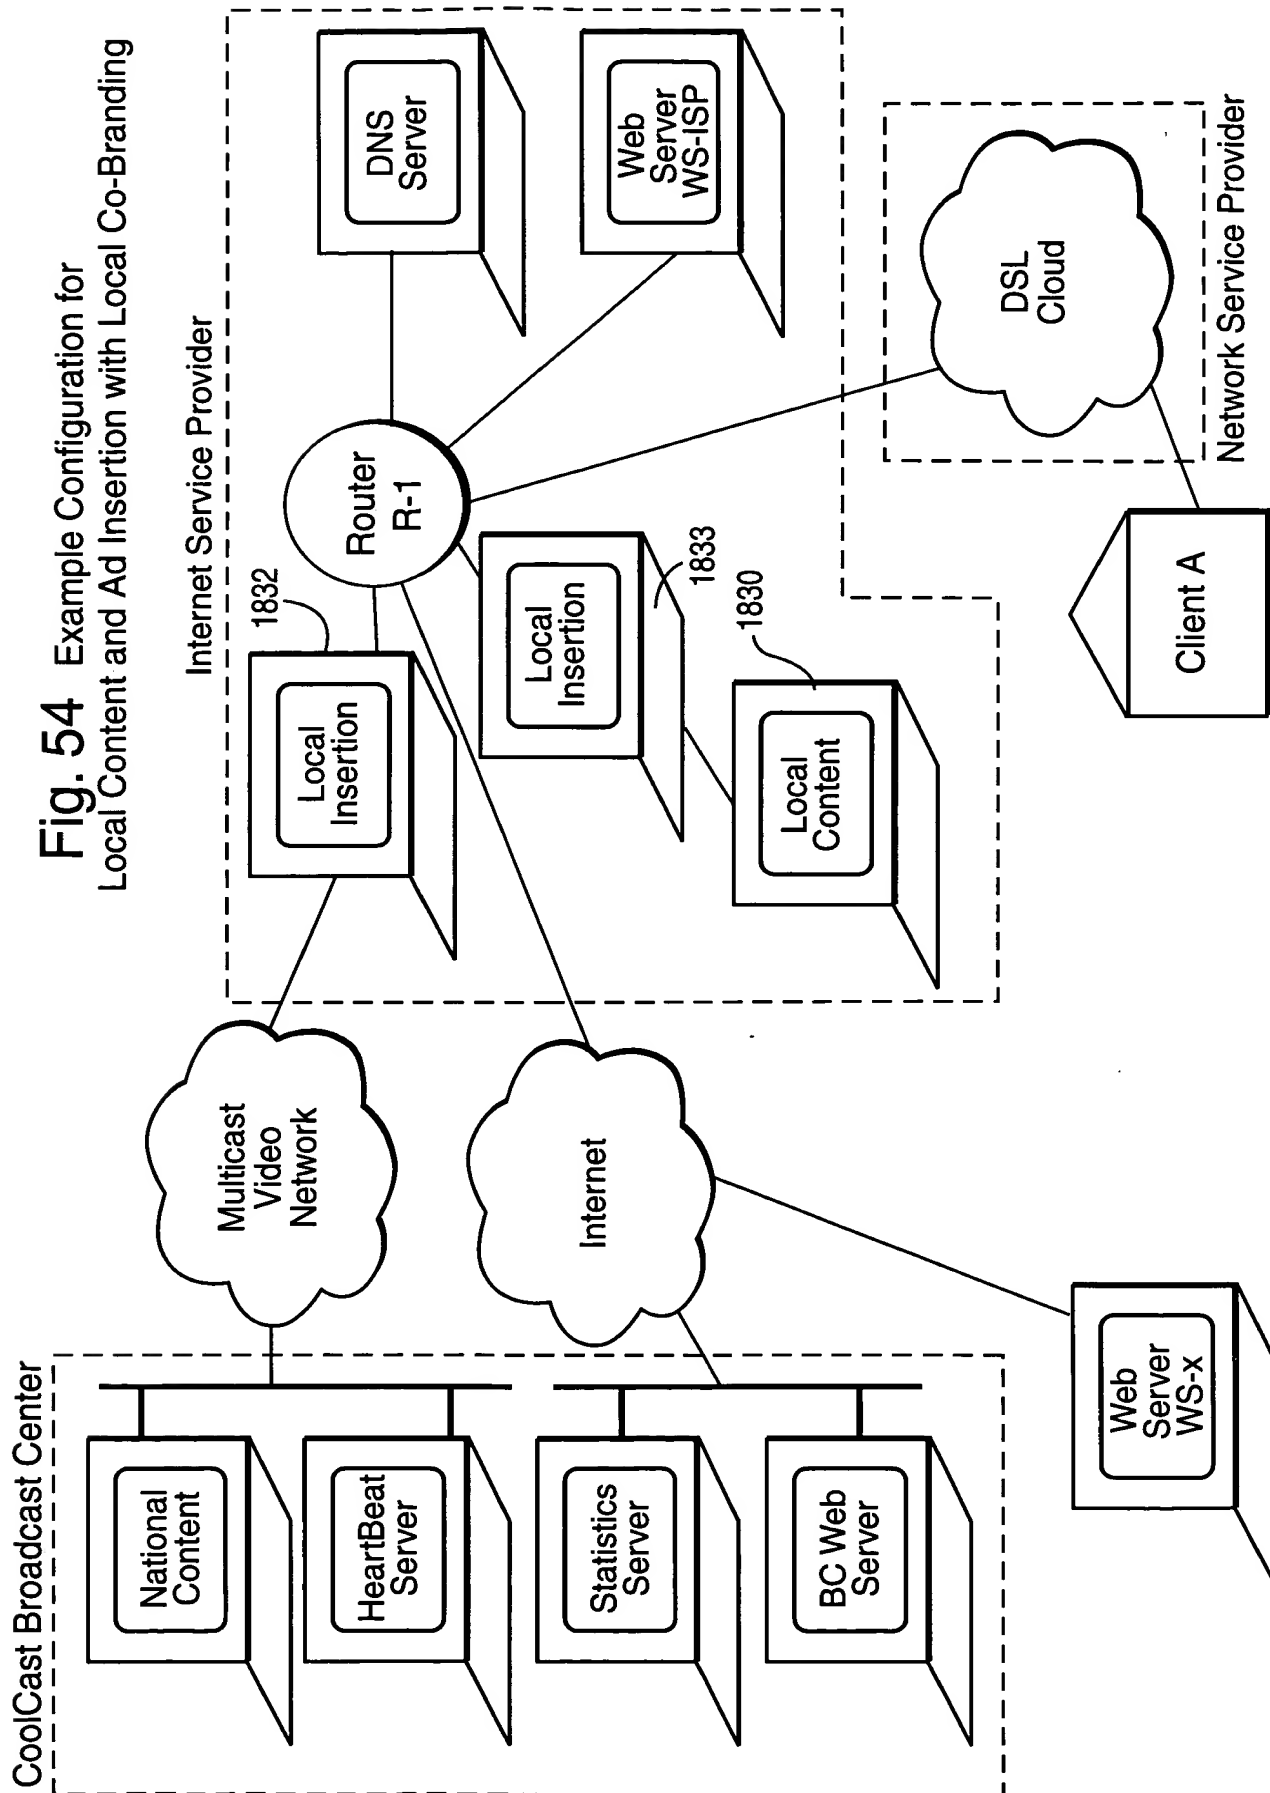 Fig. 54 Example Configuration for
Local Content and Ad Insertion with Local Co-Branding
CoolCast Broadcast Center
National
Content
HeartBeat
Server
Statistics
Server
BC Web
Server
Multicast
Video
Network
Internet
Web
Server
WS-x
Internet Service Provider
1832
Local
Insertion
Local
Insertion
1833
1830
Local
Content
Router
R-1
DNS
Server
Web
Server
WS-ISP
DSL
Cloud
Network Service Provider
Client A